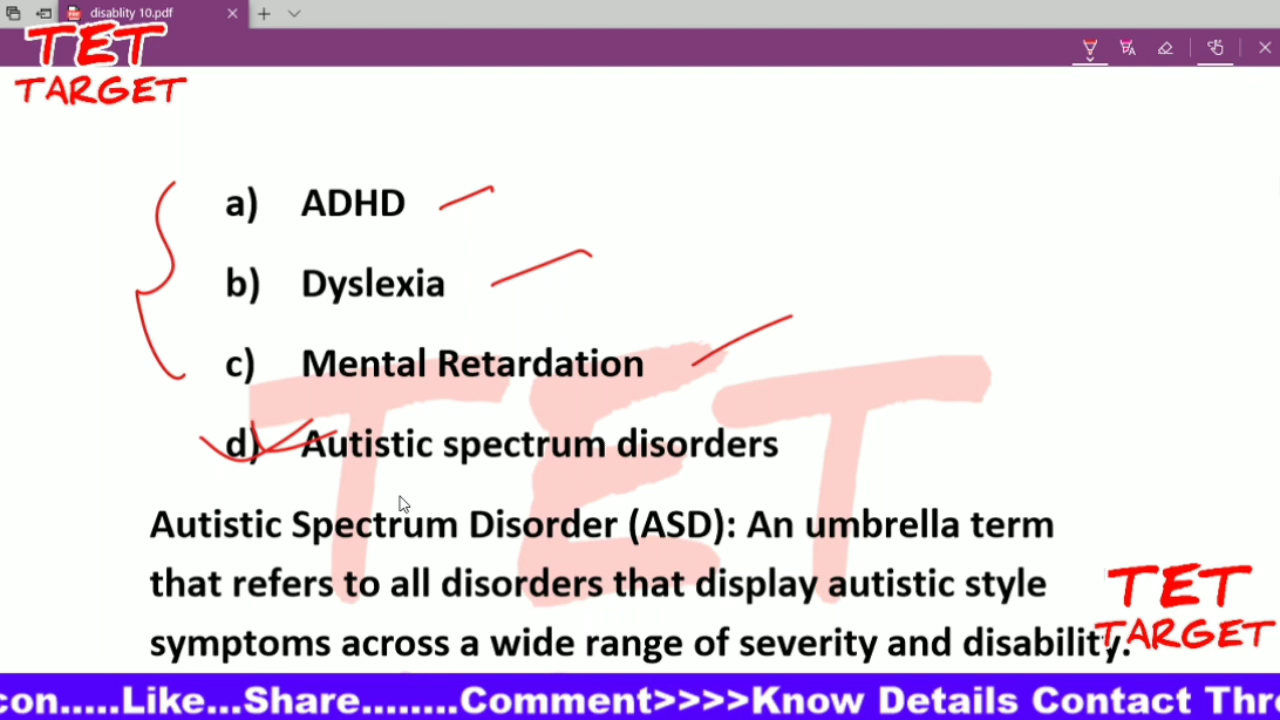 disablity 10.pdf
TET
TARGET
a) ADHD
b) Dyslexia
c) Mental Retardation
d) Autistic spectrum disorders
Autistic Spectrum Disorder (ASD): An umbrella term
that refers to all disorders that display autistic style
symptoms across a wide range of severity and disability.
TET
TET
TARGET
con.....Like...Share........Comment>>>>Know Details Contact Thr